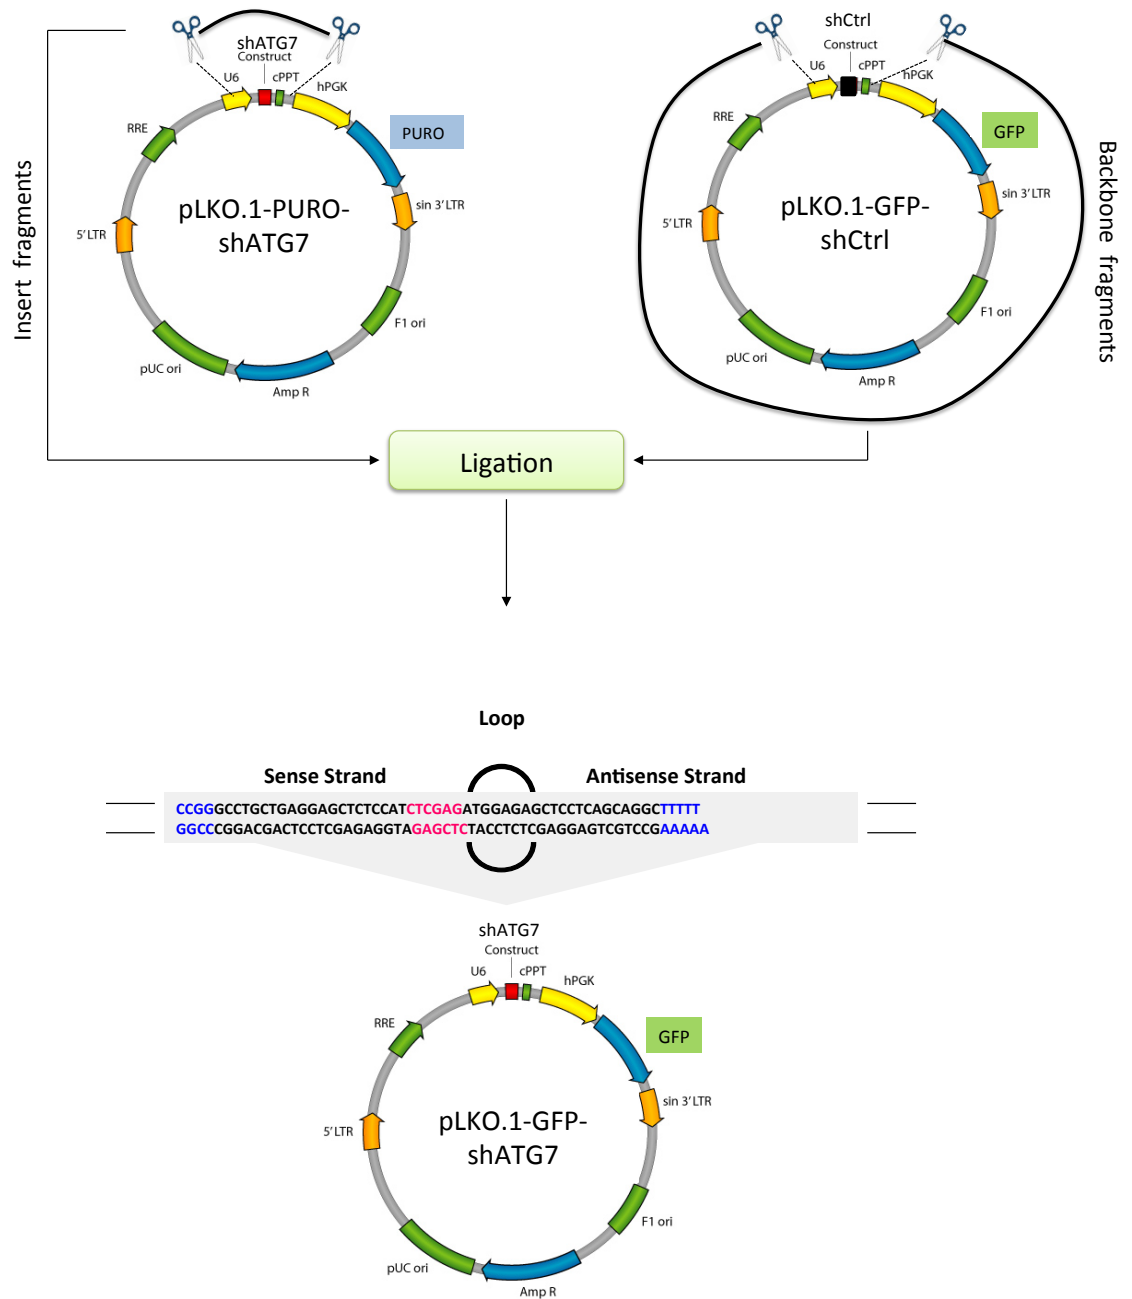 shATG7
Construct
U6
cPPT
hPGK
RRE
PURO
pLKO.1-PURO-
shATG7
sin 3' LTR
5' LTR
F1 ori
pUC ori
Amp R
Insert fragments
shCtrl
Construct
U6
cPPT
hPGK
RRE
GFP
pLKO.1-GFP-
shCtrl
sin 3' LTR
5' LTR
F1 ori
pUC ori
Amp R
Backbone fragments
Ligation
Loop
Sense Strand
Antisense Strand
CCGGGCCTGCTGAGGAGCTCTCCATCTCGAGATGGAGAGCTCCTCAGCAGGCTTTTT
GGCCCGGACGACTCCTCGAGAGGTAGAGCTCTACCTCTCGAGGAGTCGTCCGAAAAA
shATG7
Construct
U6
cPPT
hPGK
RRE
GFP
sin 3' LTR
5' LTR
pLKO.1-GFP-
shATG7
F1 ori
pUC ori
Amp R